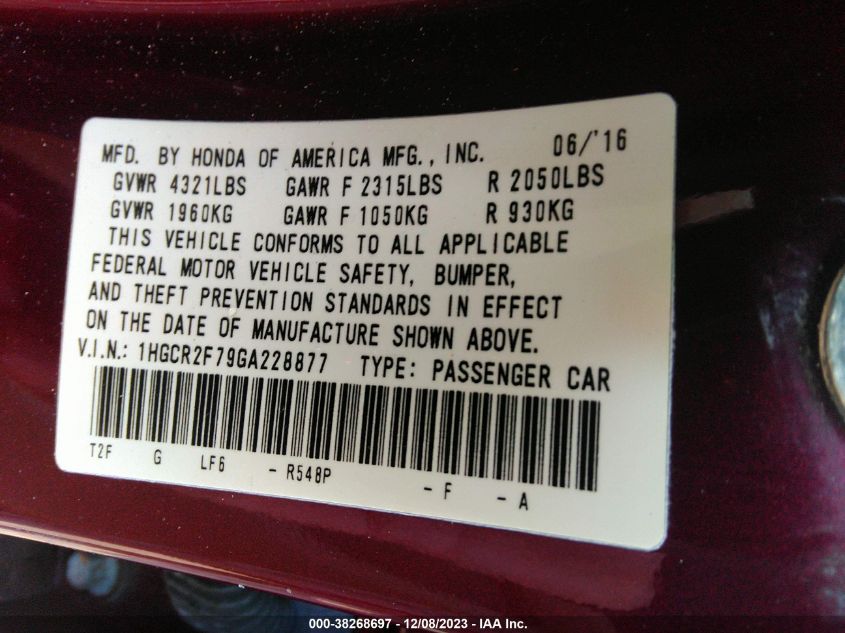 MFD. BY HONDA OF AMERICA MFG., INC. 06/'16
GVWR 4321LBS GAWR F 2315LBS R 2050LBS
GVWR 1960KG GAWR F 1050KG R 930KG
THIS VEHICLE CONFORMS TO ALL APPLICABLE
FEDERAL MOTOR VEHICLE SAFETY, BUMPER,
AND THEFT PREVENTION STANDARDS IN EFFECT
ON THE DATE OF MANUFACTURE SHOWN ABOVE.
V.I.N.: 1HGCR2F79GA228877 TYPE: PASSENGER CAR
T2F G LF6 - R548P - F - A
000-38268697 - 12/08/2023 - IAA Inc.